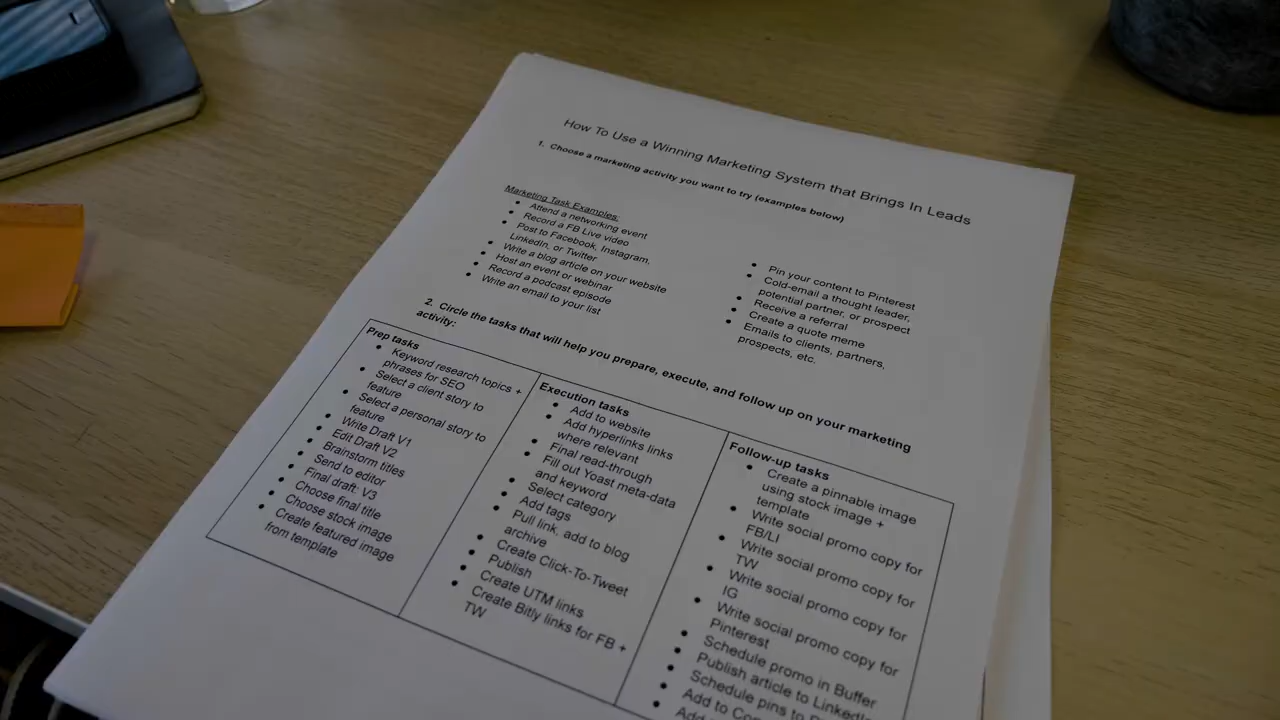 How To Use a Winning Marketing System that Brings In Leads
1. Choose a marketing activity you want to try (examples below)
Marketing Task Examples:
• Attend a networking event
• Record a FB Live video
• Post to Facebook, Instagram,
LinkedIn, or Twitter
• Write a blog article on your website
• Host an event or webinar
• Record a podcast episode
• Write an email to your list
• Pin your content to Pinterest
• Cold-email a thought leader,
potential partner, or prospect
• Receive a referral
• Create a quote meme
• Emails to clients, partners,
prospects, etc.
2. Circle the tasks that will help you prepare, execute, and follow up on your marketing
activity:
Prep tasks
• Keyword research topics +
phrases for SEO
• Select a client story to
feature
• Select a personal story to
feature
• Write Draft V1
• Edit Draft V2
• Brainstorm titles
• Send to editor
• Final draft: V3
• Choose final title
• Choose stock image
• Create featured image
from template
Execution tasks
• Add to website
• Add hyperlinks links
where relevant
• Final read-through
• Fill out Yoast meta-data
and keyword
• Select category
• Add tags
• Pull link, add to blog
archive
• Create Click-To-Tweet
• Publish
• Create UTM links
• Create Bitly links for FB +
TW
Follow-up tasks
• Create a pinnable image
using stock image +
template
• Write social promo copy for
FB/LI
• Write social promo copy for
TW
• Write social promo copy for
IG
• Write social promo copy for
Pinterest
• Schedule promo in Buffer
• Publish article to LinkedIn
• Schedule pins to
• Add to